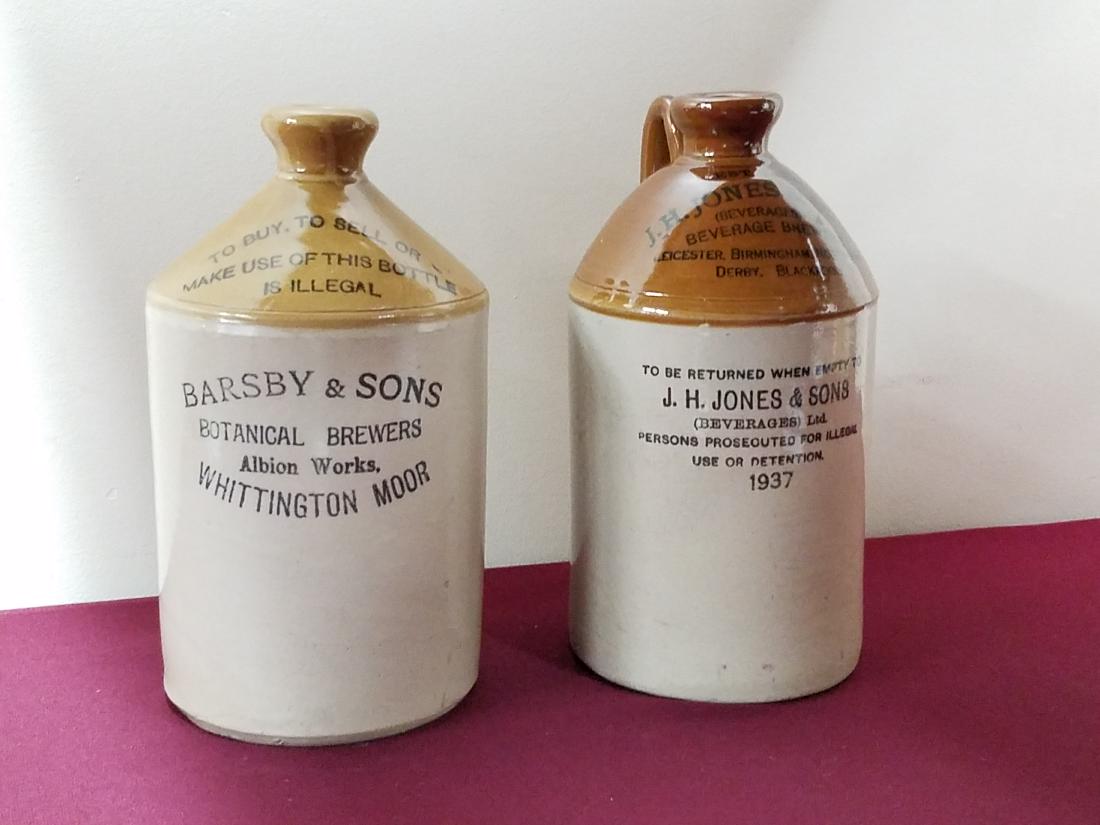 TO BUY, TO SELL OR
MAKE USE OF THIS BOTTLE
IS ILLEGAL
BARSBY & SONS
BOTANICAL BREWERS
Albion Works,
WHITTINGTON MOOR
J.H. JONES
(BEVERAGES)
BEVERAGE
LEICESTER, BIRMINGHAM
DERBY,
TO BE RETURNED WHEN EMPTY TO
J. H. JONES & SONS
(BEVERAGES) Ltd.
PERSONS PROSECUTED FOR ILLEGAL
USE OR DETENTION.
1937